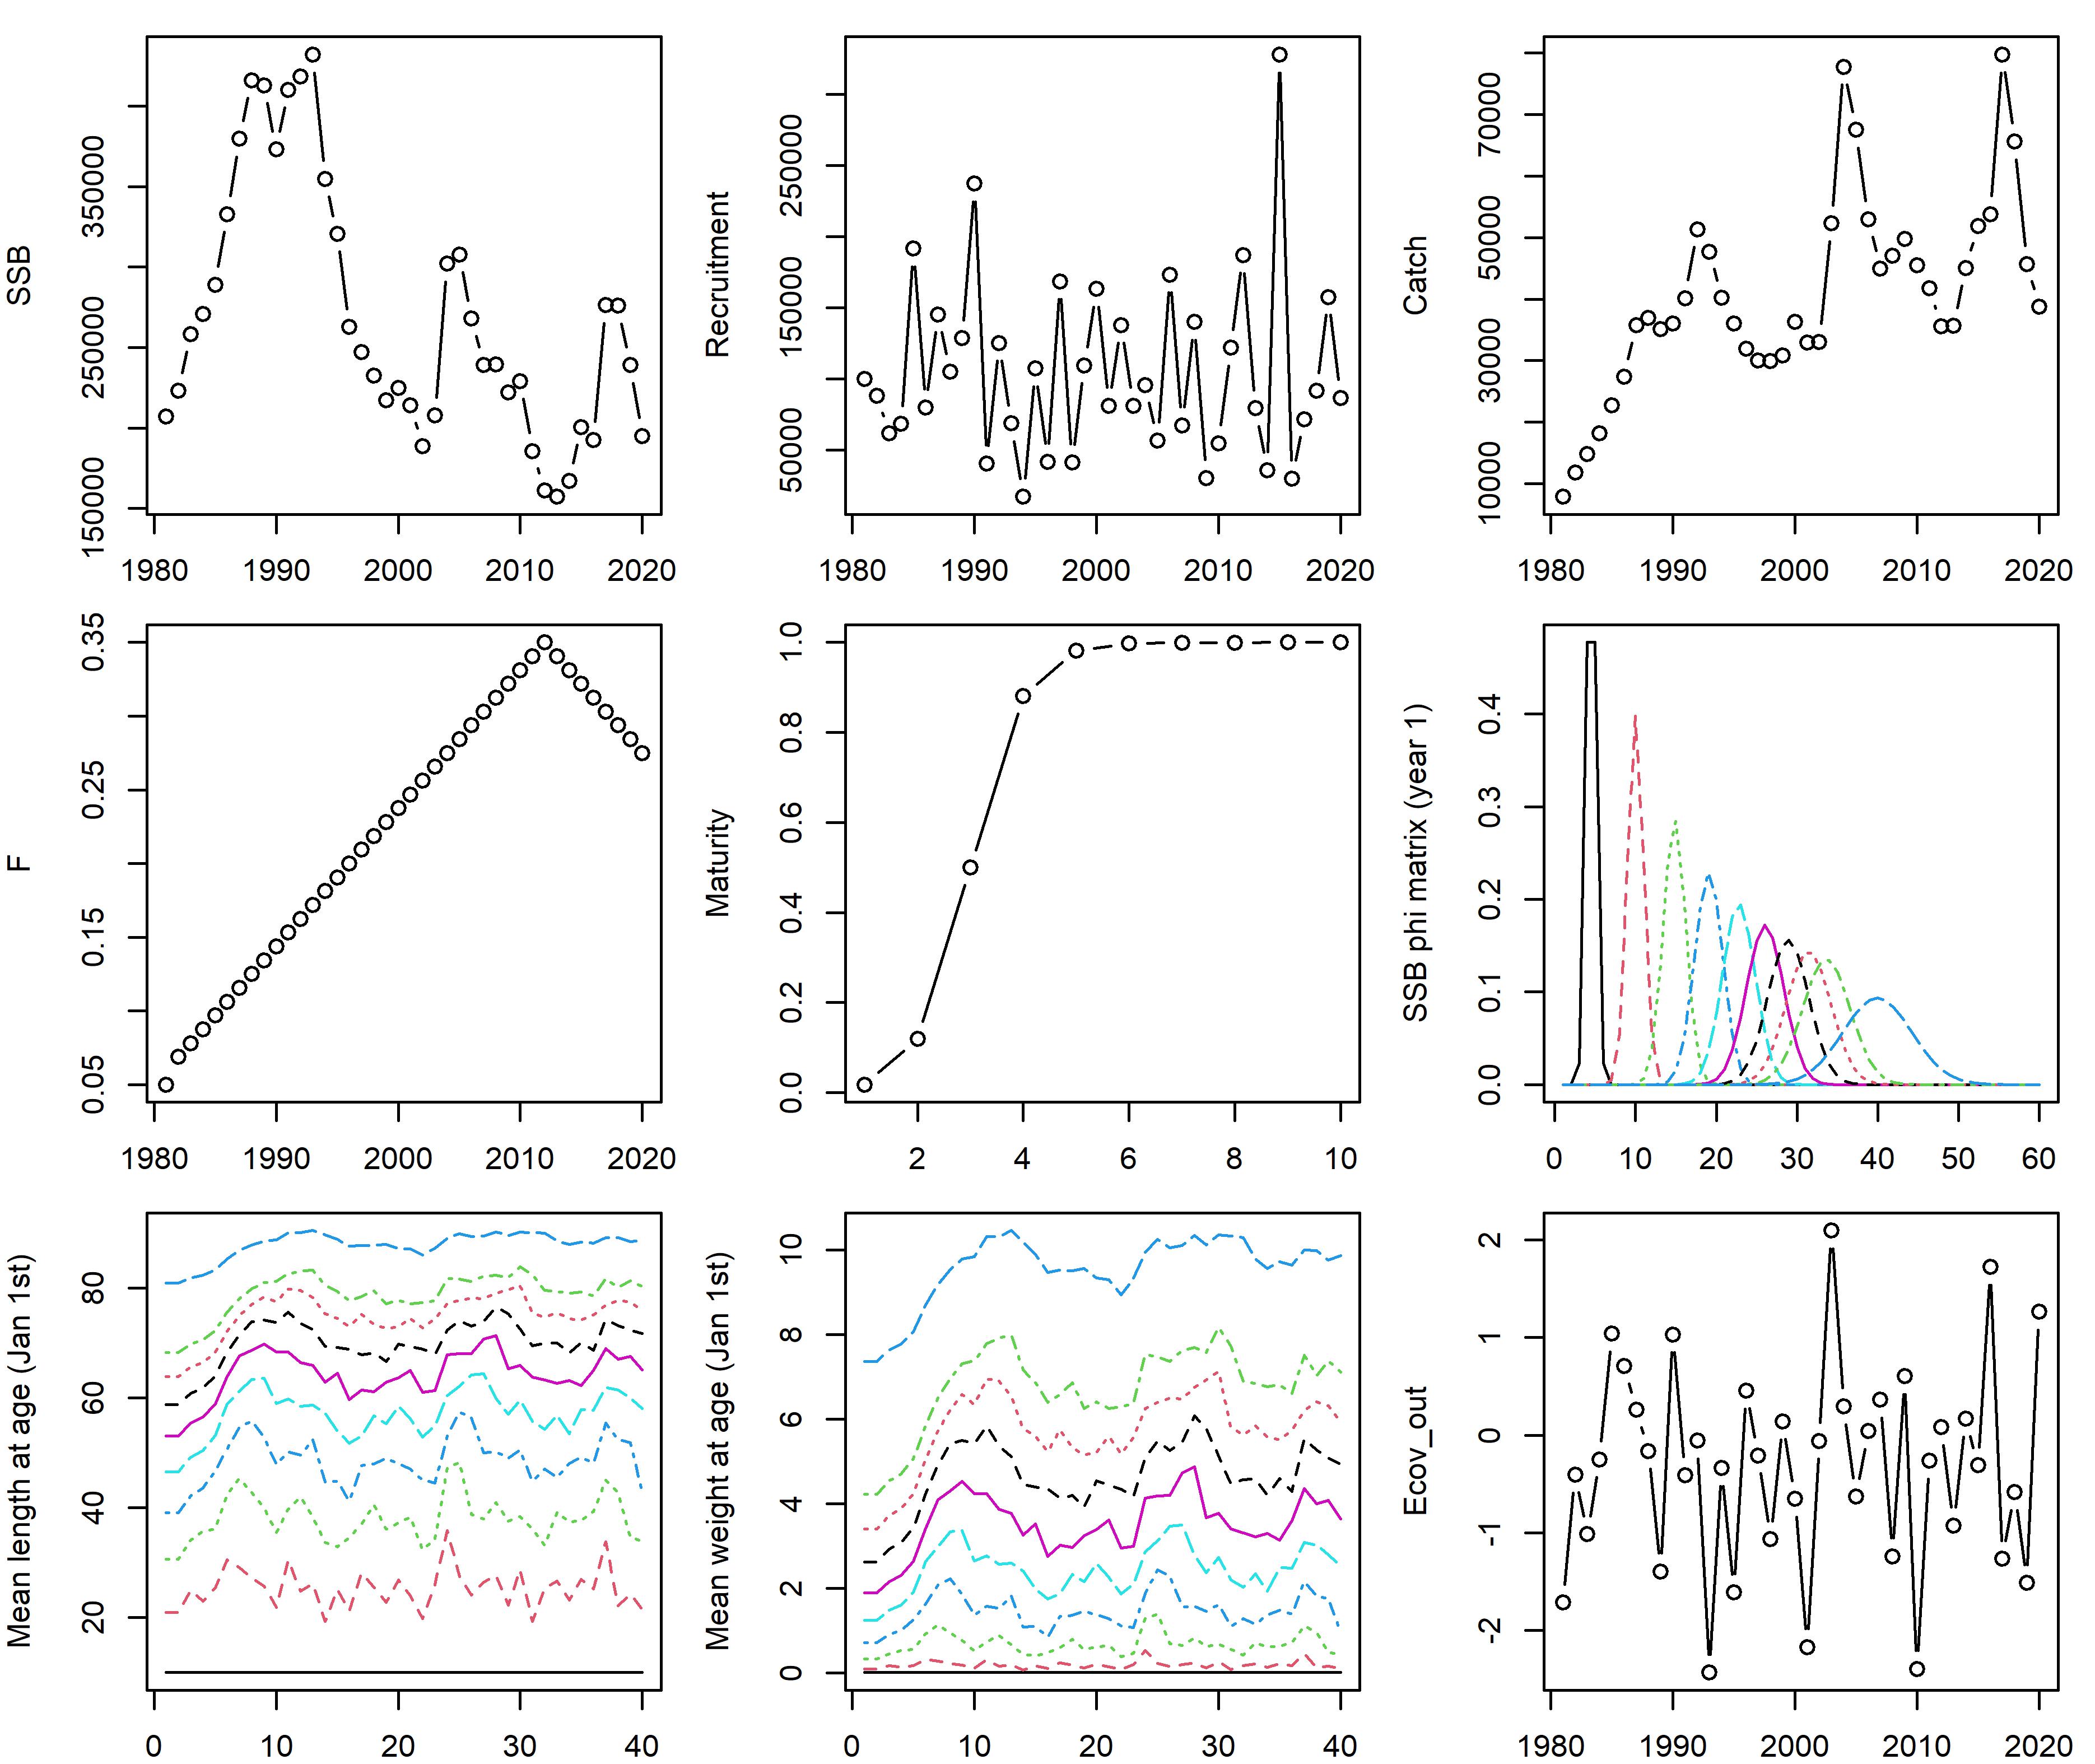 SSB
150000 250000 350000
1980 1990 2000 2010 2020
Recruitment
50000 150000 250000
1980 1990 2000 2010 2020
Catch
10000 30000 50000 70000
1980 1990 2000 2010 2020
F
0.05 0.15 0.25 0.35
1980 1990 2000 2010 2020
Maturity
0.0 0.2 0.4 0.6 0.8 1.0
2 4 6 8 10
SSB phi matrix (year 1)
0.0 0.1 0.2 0.3 0.4
0 10 20 30 40 50 60
Mean length at age (Jan 1st)
20 40 60 80
0 10 20 30 40
Mean weight at age (Jan 1st)
0 2 4 6 8 10
0 10 20 30 40
Ecov_out
-2 -1 0 1 2
1980 1990 2000 2010 2020